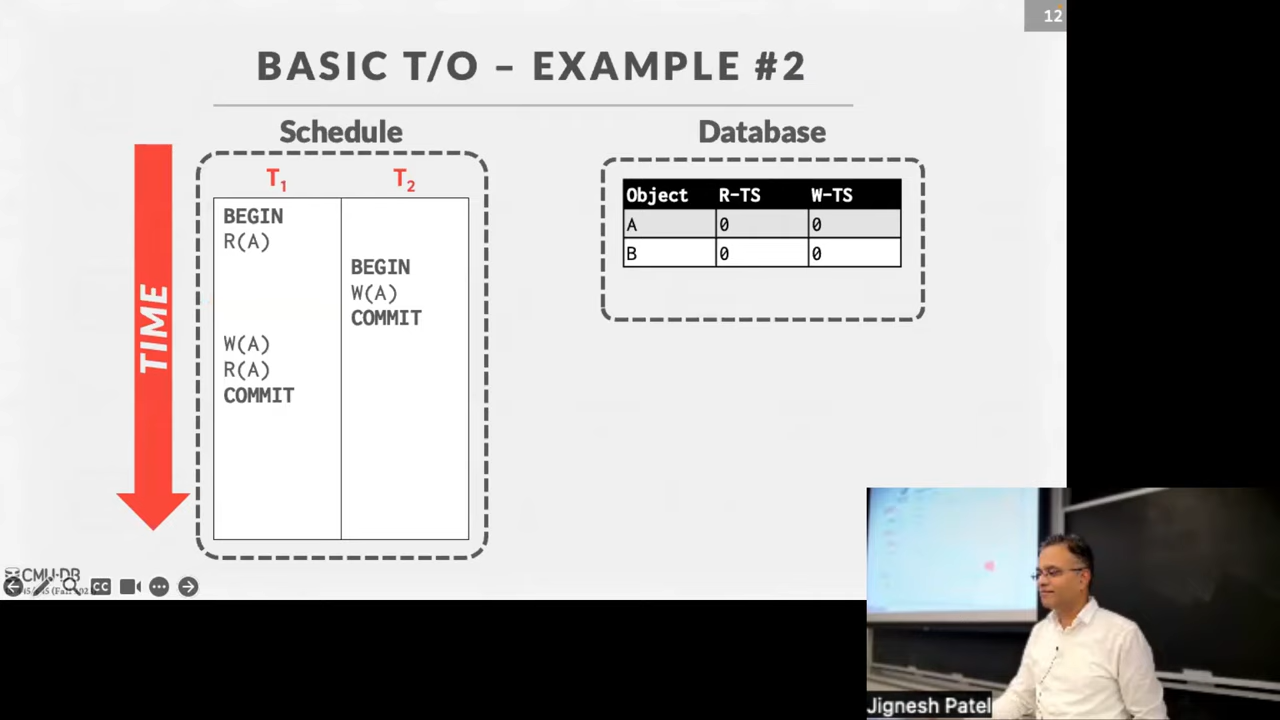 12
BASIC T/O – EXAMPLE #2
Schedule
Database
TIME
T1
T2
BEGIN
R(A)
BEGIN
W(A)
COMMIT
W(A)
R(A)
COMMIT
Object R-TS W-TS
A 0 0
B 0 0
CMU-DB
CC
Jignesh Patel